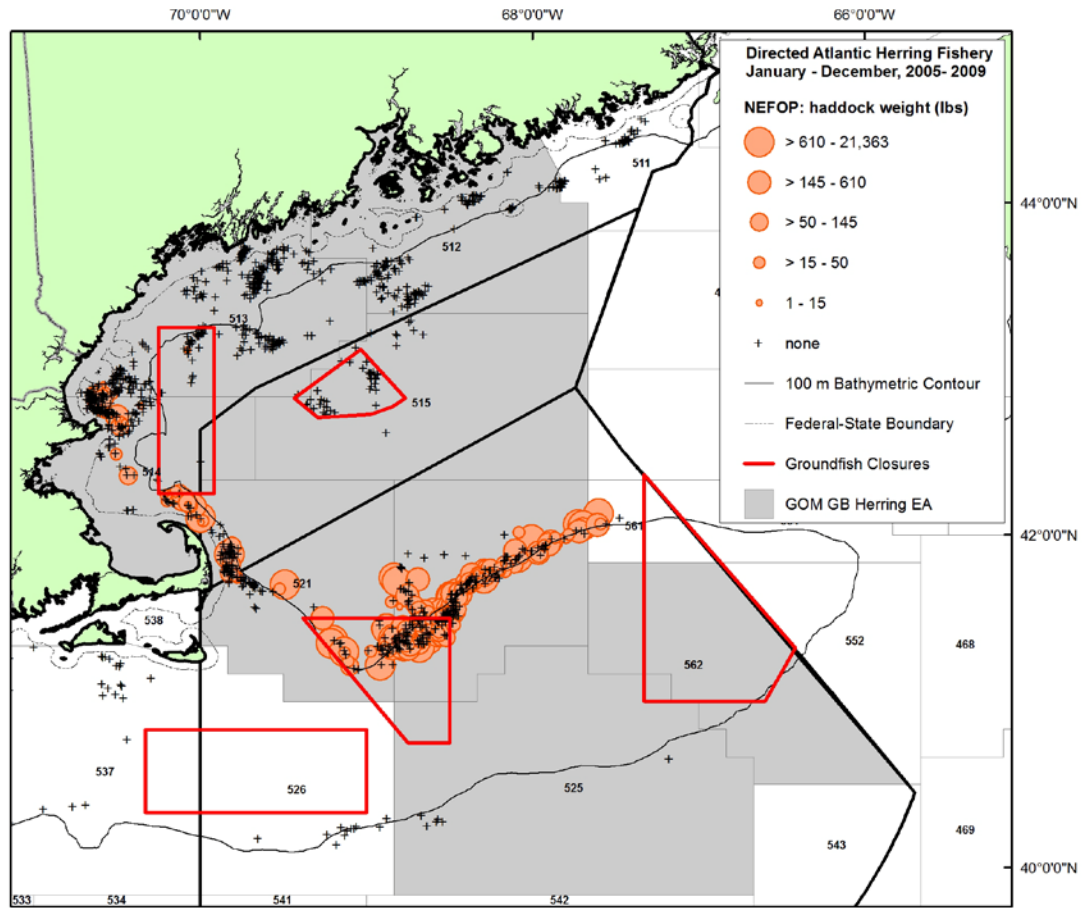 70°0'0"W 68°0'0"W 66°0'0"W
Directed Atlantic Herring Fishery
January - December, 2005- 2009
NEFOP: haddock weight (lbs)
> 610 - 21,363
> 145 - 610
> 50 - 145
> 15 - 50
1 - 15
none
100 m Bathymetric Contour
Federal-State Boundary
Groundfish Closures
GOM GB Herring EA
44°0'0"N
42°0'0"N
40°0'0"N
511
512
513
515
514
561
521
538
552
468
562
537
526
525
543
469
533
534
541
542